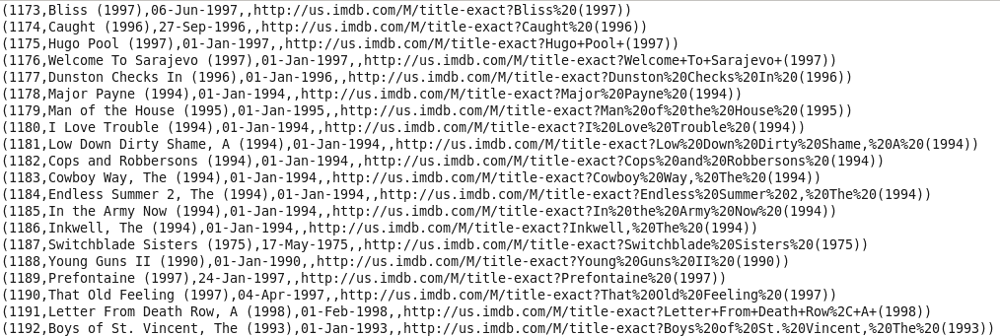 (1173,Bliss (1997),06-Jun-1997,,http://us.imdb.com/M/title-exact?Bliss%20(1997))
(1174,Caught (1996),27-Sep-1996,,http://us.imdb.com/M/title-exact?Caught%20(1996))
(1175,Hugo Pool (1997),01-Jan-1997,,http://us.imdb.com/M/title-exact?Hugo+Pool+(1997))
(1176,Welcome To Sarajevo (1997),01-Jan-1997,,http://us.imdb.com/M/title-exact?Welcome+To+Sarajevo+(1997))
(1177,Dunston Checks In (1996),01-Jan-1996,,http://us.imdb.com/M/title-exact?Dunston%20Checks%20In%20(1996))
(1178,Major Payne (1994),01-Jan-1994,,http://us.imdb.com/M/title-exact?Major%20Payne%20(1994))
(1179,Man of the House (1995),01-Jan-1995,,http://us.imdb.com/M/title-exact?Man%20of%20the%20House%20(1995))
(1180,I Love Trouble (1994),01-Jan-1994,,http://us.imdb.com/M/title-exact?I%20Love%20Trouble%20(1994))
(1181,Low Down Dirty Shame, A (1994),01-Jan-1994,,http://us.imdb.com/M/title-exact?Low%20Down%20Dirty%20Shame,%20A%20(1994))
(1182,Cops and Robbersons (1994),01-Jan-1994,,http://us.imdb.com/M/title-exact?Cops%20and%20Robbersons%20(1994))
(1183,Cowboy Way, The (1994),01-Jan-1994,,http://us.imdb.com/M/title-exact?Cowboy%20Way,%20The%20(1994))
(1184,Endless Summer 2, The (1994),01-Jan-1994,,http://us.imdb.com/M/title-exact?Endless%20Summer%202,%20The%20(1994))
(1185,In the Army Now (1994),01-Jan-1994,,http://us.imdb.com/M/title-exact?In%20the%20Army%20Now%20(1994))
(1186,Inkwell, The (1994),01-Jan-1994,,http://us.imdb.com/M/title-exact?Inkwell,%20The%20(1994))
(1187,Switchblade Sisters (1975),17-May-1975,,http://us.imdb.com/M/title-exact?Switchblade%20Sisters%20(1975))
(1188,Young Guns II (1990),01-Jan-1990,,http://us.imdb.com/M/title-exact?Young%20Guns%20II%20(1990))
(1189,Prefontaine (1997),24-Jan-1997,,http://us.imdb.com/M/title-exact?Prefontaine%20(1997))
(1190,That Old Feeling (1997),04-Apr-1997,,http://us.imdb.com/M/title-exact?That%20Old%20Feeling%20(1997))
(1191,Letter From Death Row, A (1998),01-Feb-1998,,http://us.imdb.com/M/title-exact?Letter+From+Death+Row%2C+A+(1998))
(1192,Boys of St. Vincent, The (1993),01-Jan-1993,,http://us.imdb.com/M/title-exact?Boys%20of%20St.%20Vincent,%20The%20(1993))